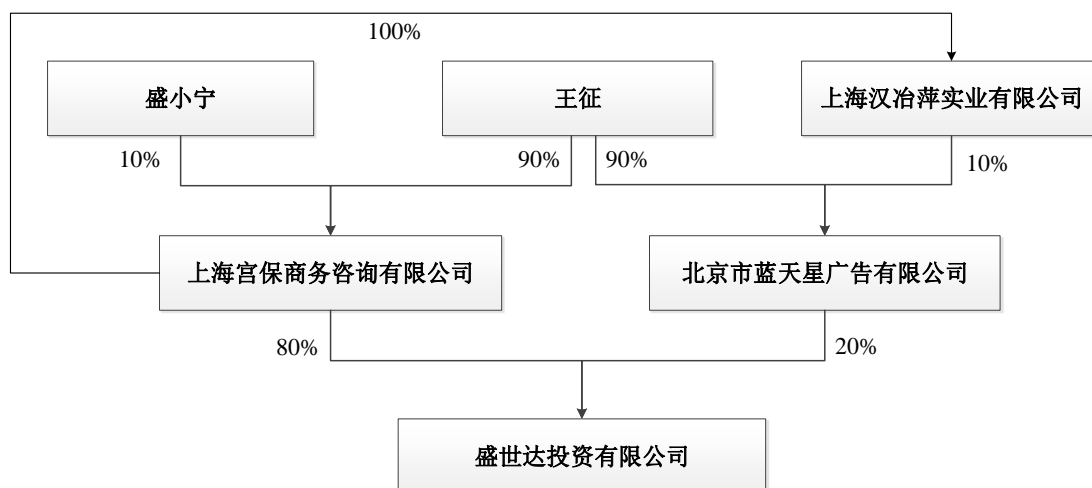 100%
盛小宁
王征
上海汉冶萍实业有限公司
10%
90%
90%
10%
上海宫保商务咨询有限公司
北京市蓝天星广告有限公司
80%
20%
盛世达投资有限公司